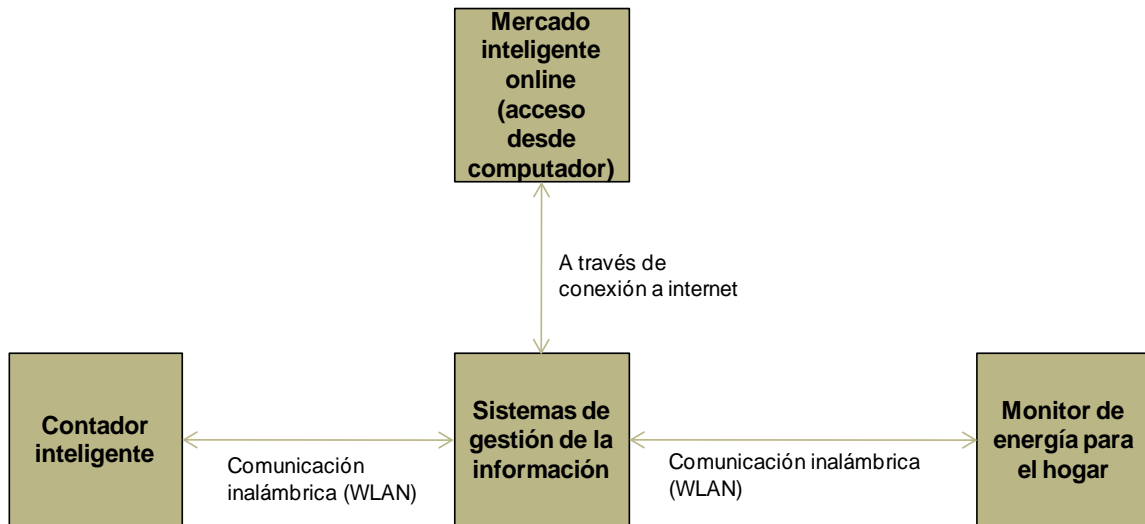 Mercado
inteligente
online
(acceso
desde
computador)
A través de
conexión a internet
Contador
inteligente
Comunicación
inalámbrica (WLAN)
Sistemas de
gestión de la
información
Comunicación inalámbrica
(WLAN)
Monitor de
energía para
el hogar